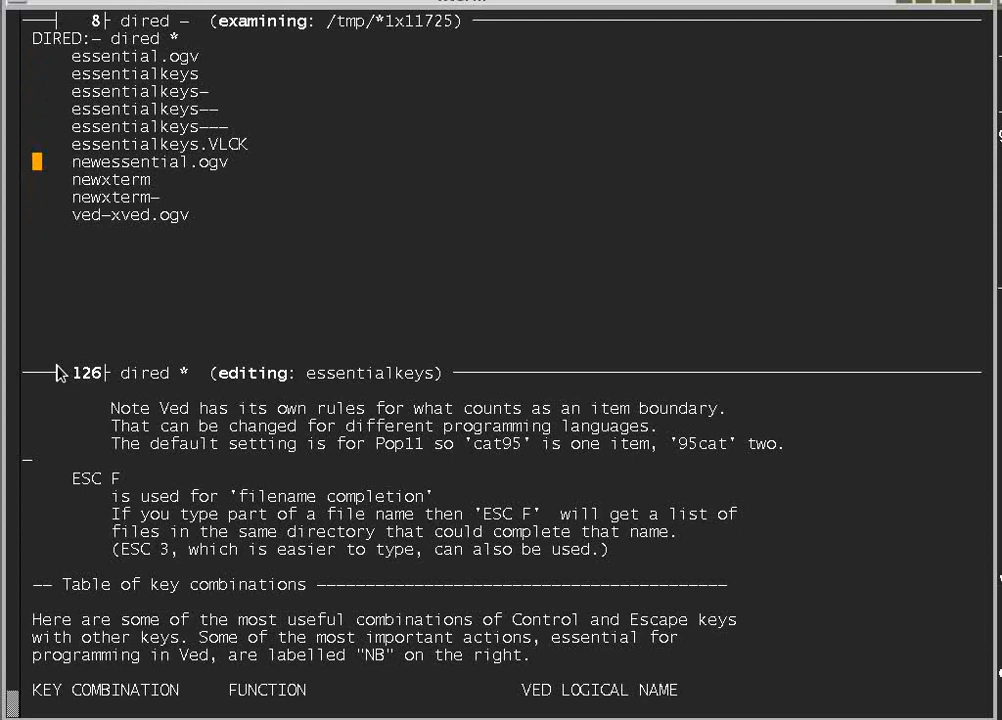 8 dired - (examining: /tmp/*1x11725)
DIRED:- dired *
essential.ogv
essentialkeys
essentialkeys-
essentialkeys--
essentialkeys---
essentialkeys.VLCK
newessential.ogv
newxterm
newxterm-
ved-xved.ogv
126 dired * (editing: essentialkeys)
Note Ved has its own rules for what counts as an item boundary.
That can be changed for different programming languages.
The default setting is for Pop11 so 'cat95' is one item, '95cat' two.
ESC F
is used for 'filename completion'
If you type part of a file name then 'ESC F' will get a list of
files in the same directory that could complete that name.
(ESC 3, which is easier to type, can also be used.)
-- Table of key combinations ------------------------------------------
Here are some of the most useful combinations of Control and Escape keys
with other keys. Some of the most important actions, essential for
programming in Ved, are labelled "NB" on the right.
KEY COMBINATION FUNCTION VED LOGICAL NAME